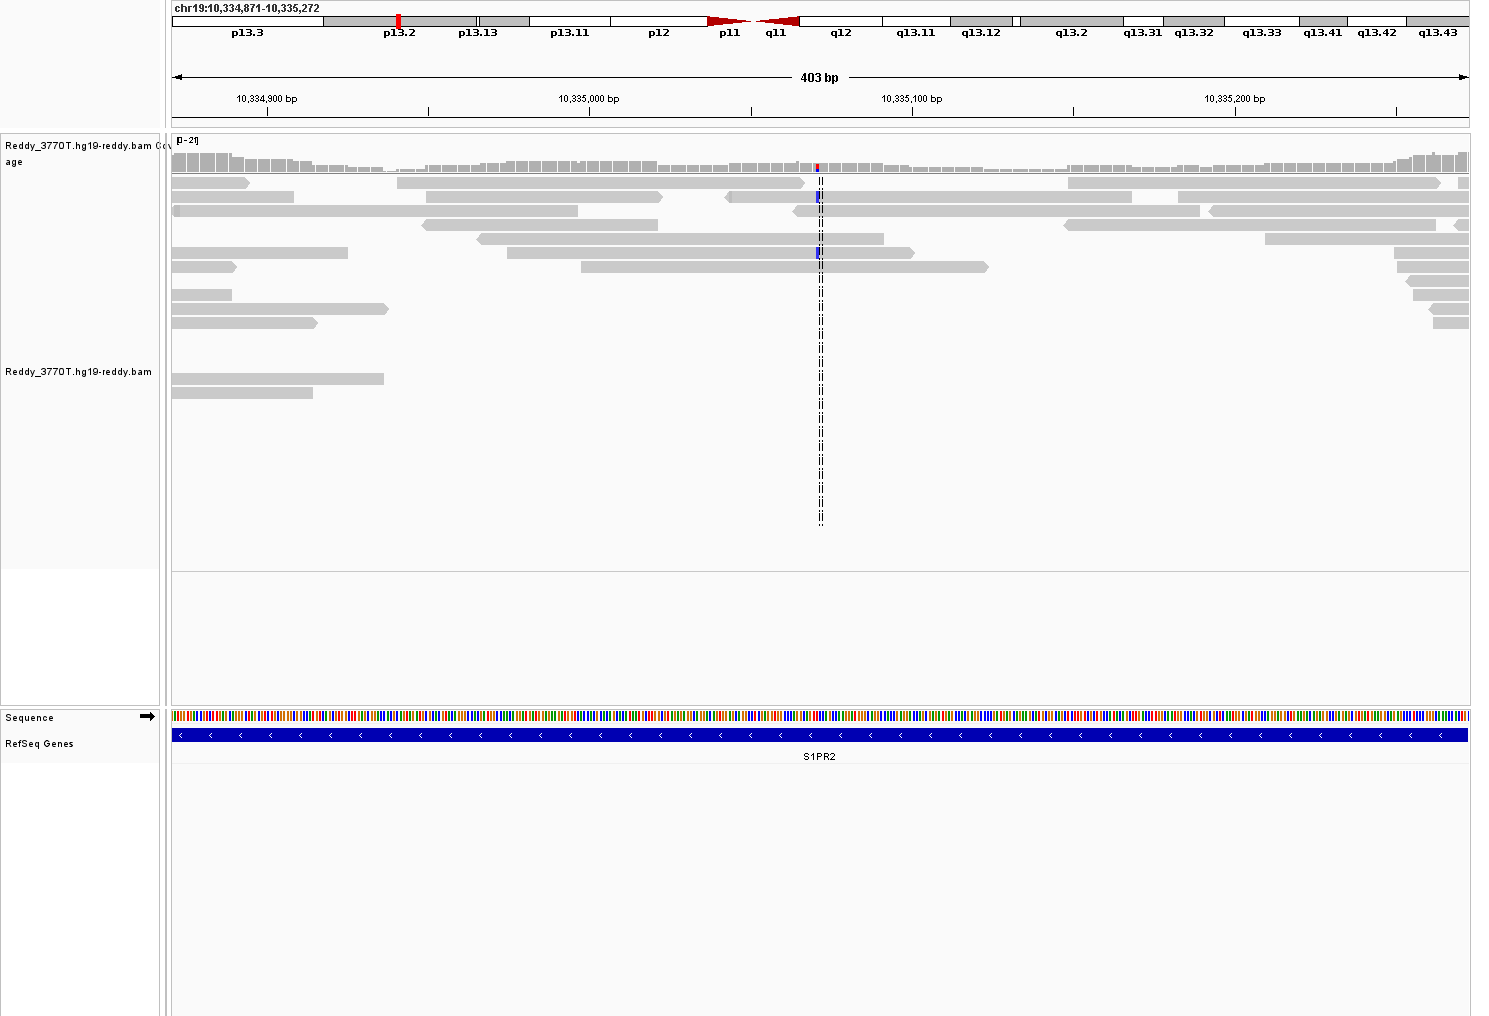 chr19:10,334,871-10,335,272
p13.3 p13.2 p13.13 p13.11 p12 p11 q11 q12 q13.11 q13.12 q13.2 q13.31 q13.32 q13.33 q13.41 q13.42 q13.43
403 bp
10,334,900 bp 10,335,000 bp 10,335,100 bp 10,335,200 bp
Reddy_3770T.hg19-reddy.bam Cov
age
[0-21]
Reddy_3770T.hg19-reddy.bam
Sequence
RefSeq Genes
S1PR2